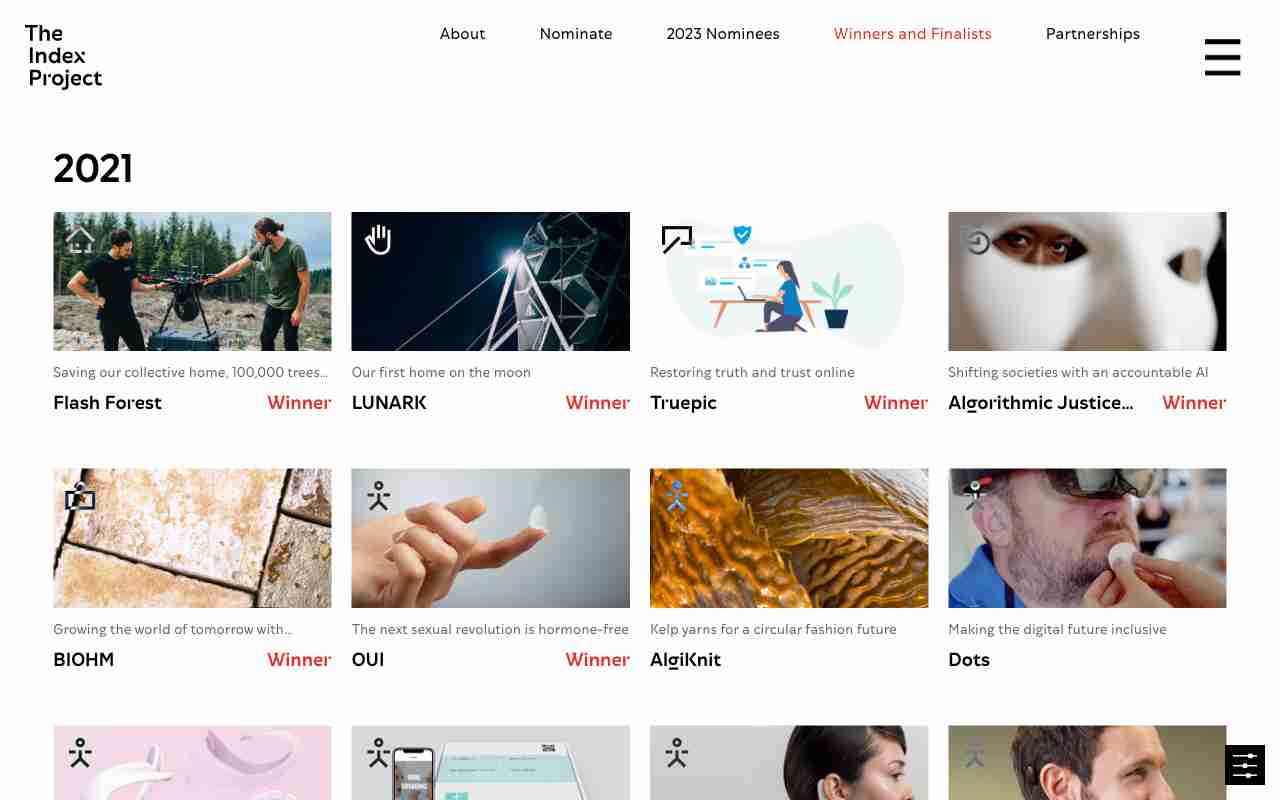 The
Index
Project
About
Nominate
2023 Nominees
Winners and Finalists
Partnerships
2021
Saving our collective home, 100,000 trees...
Flash Forest
Winner
Our first home on the moon
LUNARK
Winner
Restoring truth and trust online
Truepic
Winner
Shifting societies with an accountable AI
Algorithmic Justice...
Winner
Growing the world of tomorrow with...
BIOHM
Winner
The next sexual revolution is hormone-free
OUI
Winner
Kelp yarns for a circular fashion future
AlgiKnit
Making the digital future inclusive
Dots